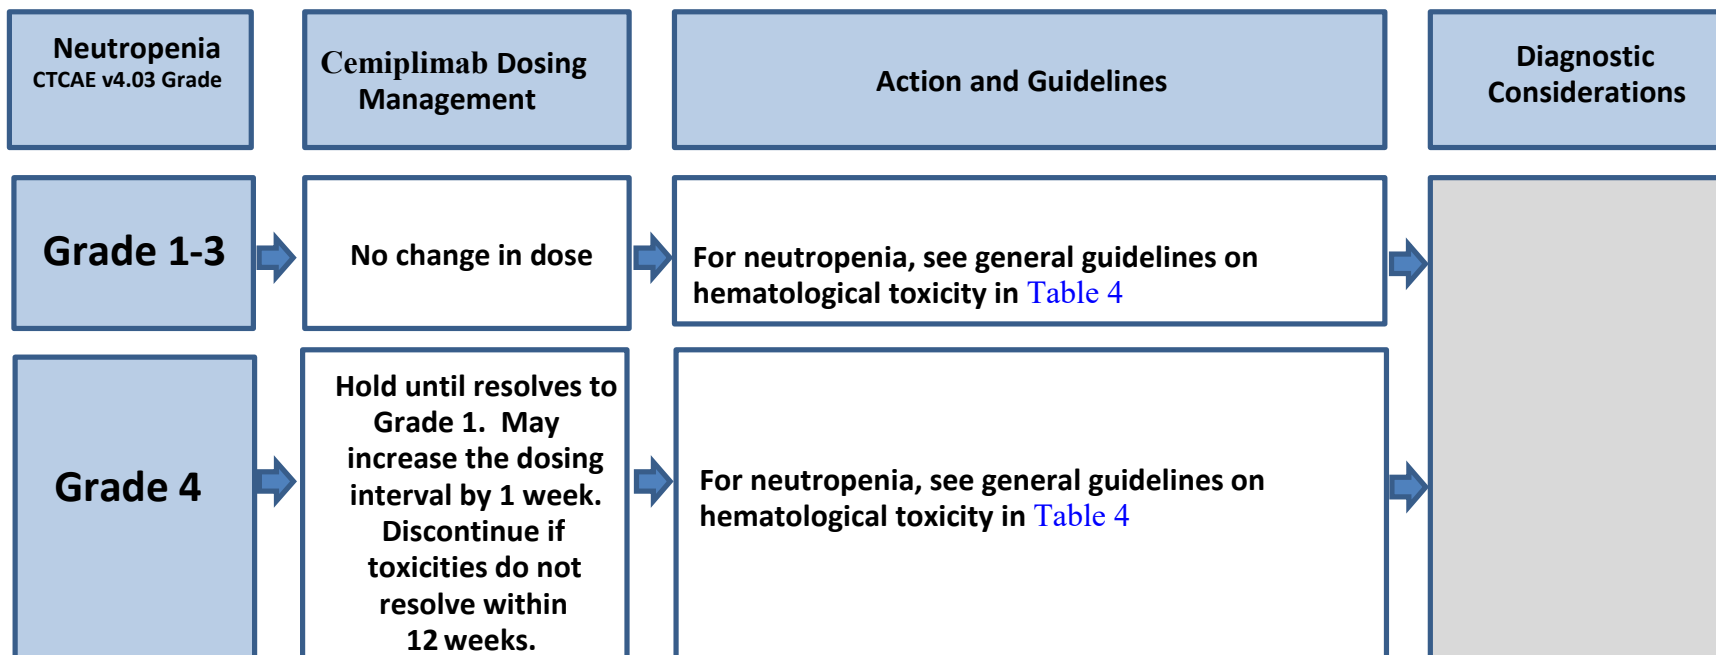 Neutropenia
CTCAE v4.03 Grade
Cemiplimab Dosing
Management
Action and Guidelines
Diagnostic
Considerations
Grade 1-3
No change in dose
For neutropenia, see general guidelines on
hematological toxicity in Table 4
Grade 4
Hold until resolves to
Grade 1. May
increase the dosing
interval by 1 week.
Discontinue if
toxicities do not
resolve within
12 weeks.
For neutropenia, see general guidelines on
hematological toxicity in Table 4